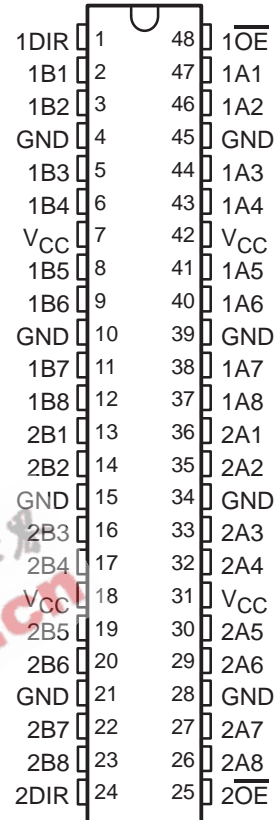 1DIR 1 48 1O̅E̅
1B1 2 47 1A1
1B2 3 46 1A2
GND 4 45 GND
1B3 5 44 1A3
1B4 6 43 1A4
VCC 7 42 VCC
1B5 8 41 1A5
1B6 9 40 1A6
GND 10 39 GND
1B7 11 38 1A7
1B8 12 37 1A8
2B1 13 36 2A1
2B2 14 35 2A2
GND 15 34 GND
2B3 16 33 2A3
2B4 17 32 2A4
VCC 18 31 VCC
2B5 19 30 2A5
2B6 20 29 2A6
GND 21 28 GND
2B7 22 27 2A7
2B8 23 26 2A8
2DIR 24 25 2O̅E̅